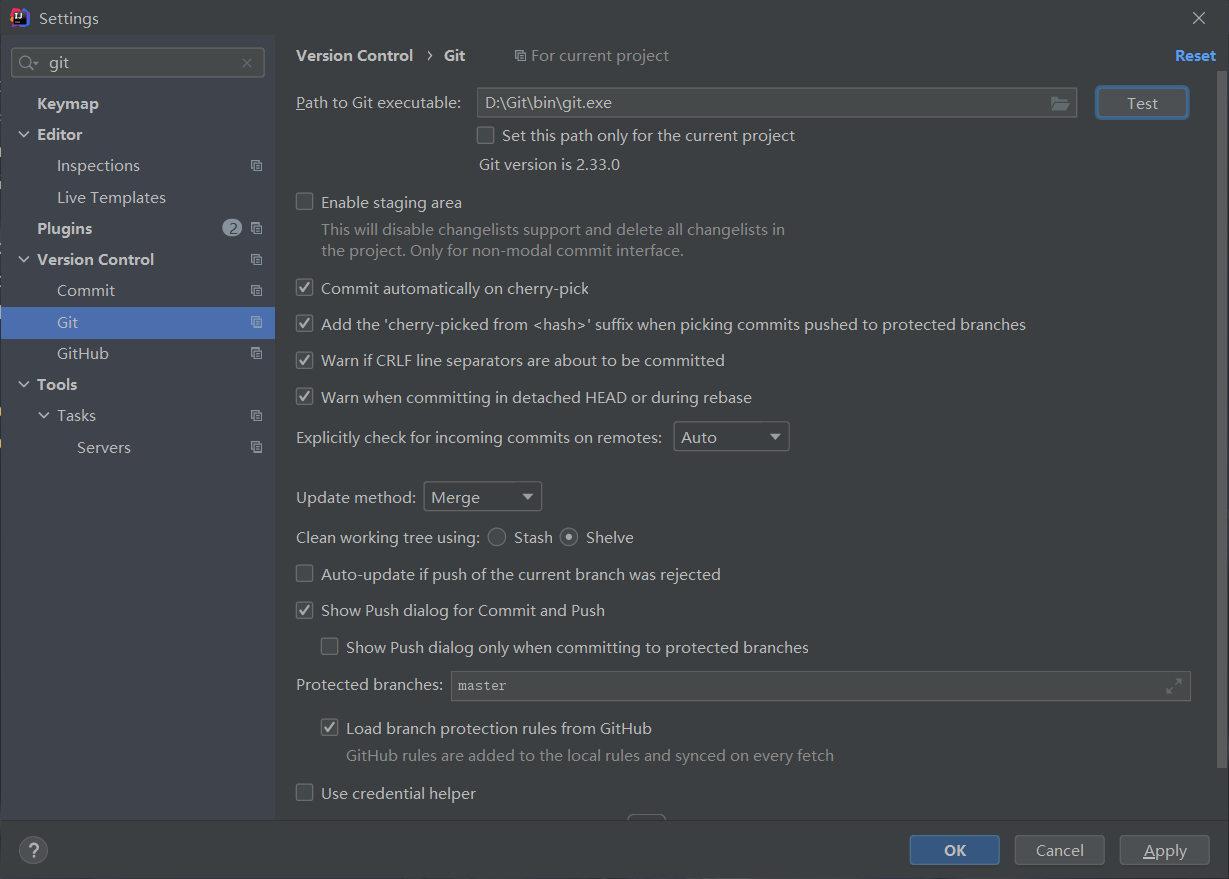 Settings
git
Keymap
Editor
Inspections
Live Templates
Plugins 2
Version Control
Commit
Git
GitHub
Tools
Tasks
Servers
Version Control › Git For current project Reset
Path to Git executable: D:\Git\bin\git.exe Test
Set this path only for the current project
Git version is 2.33.0
Enable staging area
This will disable changelists support and delete all changelists in
the project. Only for non-modal commit interface.
Commit automatically on cherry-pick
Add the 'cherry-picked from <hash>' suffix when picking commits pushed to protected branches
Warn if CRLF line separators are about to be committed
Warn when committing in detached HEAD or during rebase
Explicitly check for incoming commits on remotes: Auto
Update method: Merge
Clean working tree using: Stash Shelve
Auto-update if push of the current branch was rejected
Show Push dialog for Commit and Push
Show Push dialog only when committing to protected branches
Protected branches: master
Load branch protection rules from GitHub
GitHub rules are added to the local rules and synced on every fetch
Use credential helper
? OK Cancel Apply